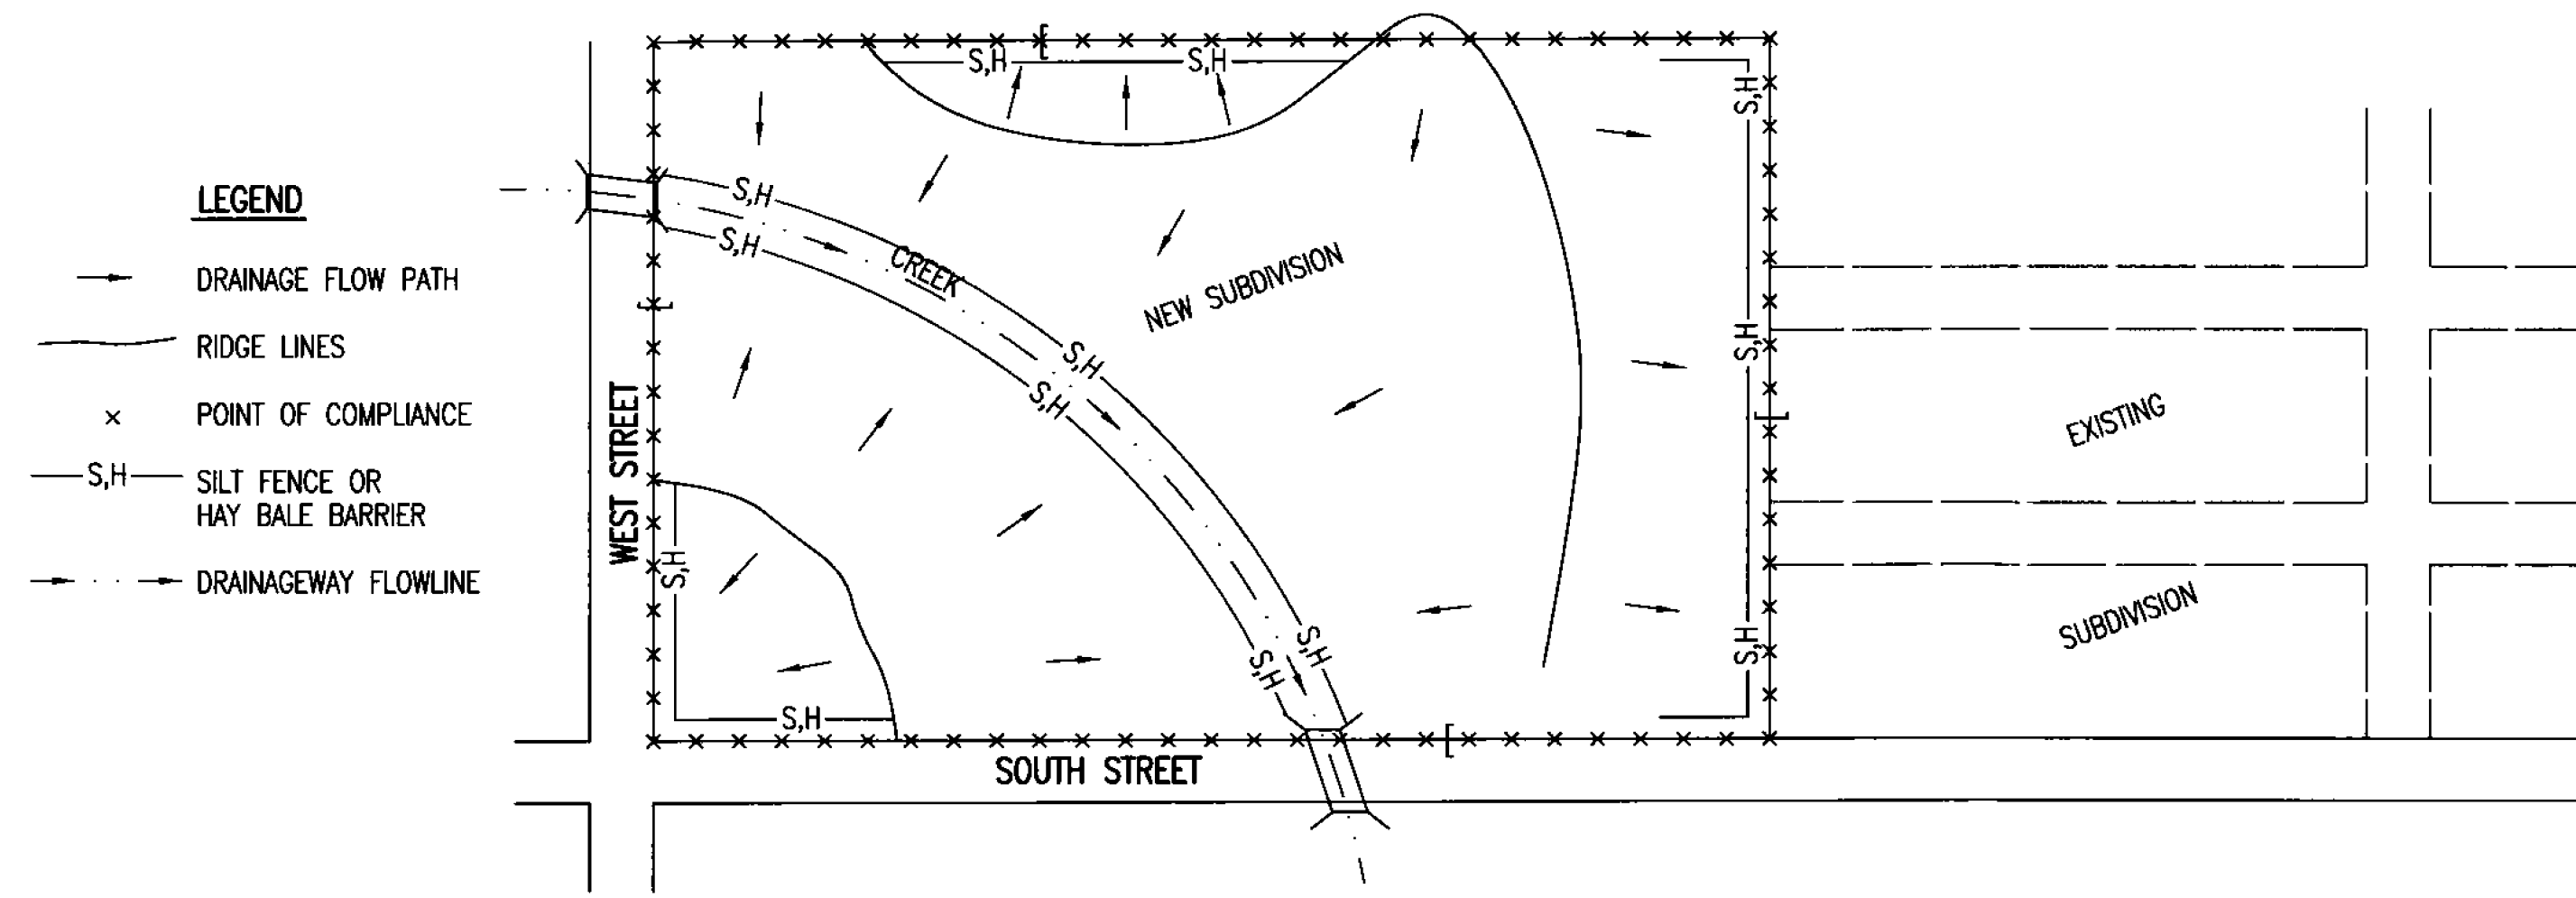 LEGEND
DRAINAGE FLOW PATH
RIDGE LINES
x POINT OF COMPLIANCE
S,H SILT FENCE OR
HAY BALE BARRIER
DRAINAGEWAY FLOWLINE
S,H
S,H
S,H
S,H
S,H
CREEK
NEW SUBDIVISION
S,H
S,H
S,H
WEST STREET
S,H
S,H
S,H
S,H
S,H
S,H
SOUTH STREET
EXISTING
SUBDIVISION